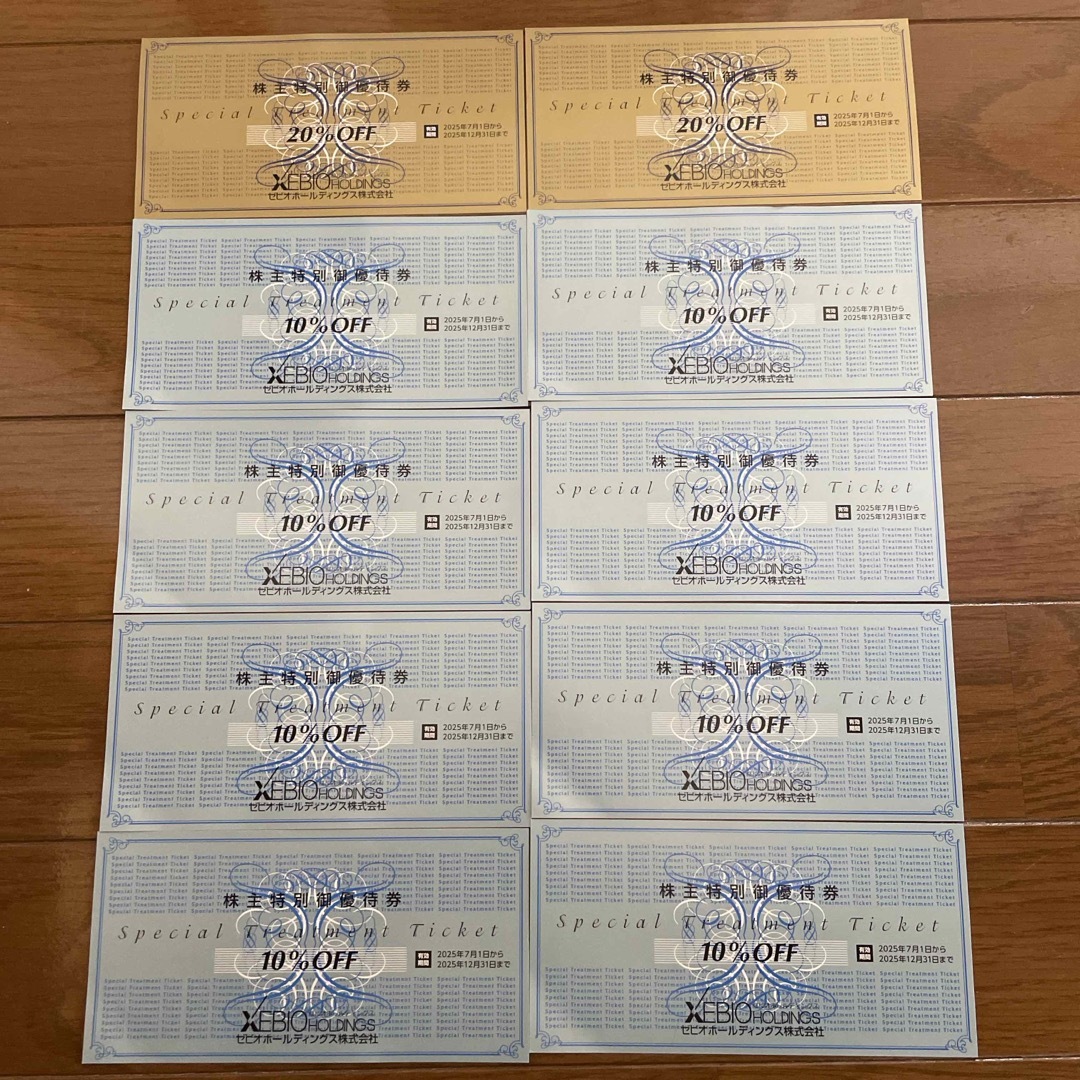 株主特別御優待券
Special Treatment Ticket
20%OFF
有効期間 2025年7月1日から
2025年12月31日まで
XEBIO HOLDINGS
ゼビオホールディングス株式会社
株主特別御優待券
Special Treatment Ticket
20%OFF
有効期間 2025年7月1日から
2025年12月31日まで
XEBIO HOLDINGS
ゼビオホールディングス株式会社
株主特別御優待券
Special Treatment Ticket
10%OFF
有効期間 2025年7月1日から
2025年12月31日まで
XEBIO HOLDINGS
ゼビオホールディングス株式会社
株主特別御優待券
Special Treatment Ticket
10%OFF
有効期間 2025年7月1日から
2025年12月31日まで
XEBIO HOLDINGS
ゼビオホールディングス株式会社
株主特別御優待券
Special Treatment Ticket
10%OFF
有効期間 2025年7月1日から
2025年12月31日まで
XEBIO HOLDINGS
ゼビオホールディングス株式会社
株主特別御優待券
Special Treatment Ticket
10%OFF
有効期間 2025年7月1日から
2025年12月31日まで
XEBIO HOLDINGS
ゼビオホールディングス株式会社
株主特別御優待券
Special Treatment Ticket
10%OFF
有効期間 2025年7月1日から
2025年12月31日まで
XEBIO HOLDINGS
ゼビオホールディングス株式会社
株主特別御優待券
Special Treatment Ticket
10%OFF
有効期間 2025年7月1日から
2025年12月31日まで
XEBIO HOLDINGS
ゼビオホールディングス株式会社
株主特別御優待券
Special Treatment Ticket
10%OFF
有効期間 2025年7月1日から
2025年12月31日まで
XEBIO HOLDINGS
ゼビオホールディングス株式会社
株主特別御優待券
Special Treatment Ticket
10%OFF
有効期間 2025年7月1日から
2025年12月31日まで
XEBIO HOLDINGS
ゼビオホールディングス株式会社